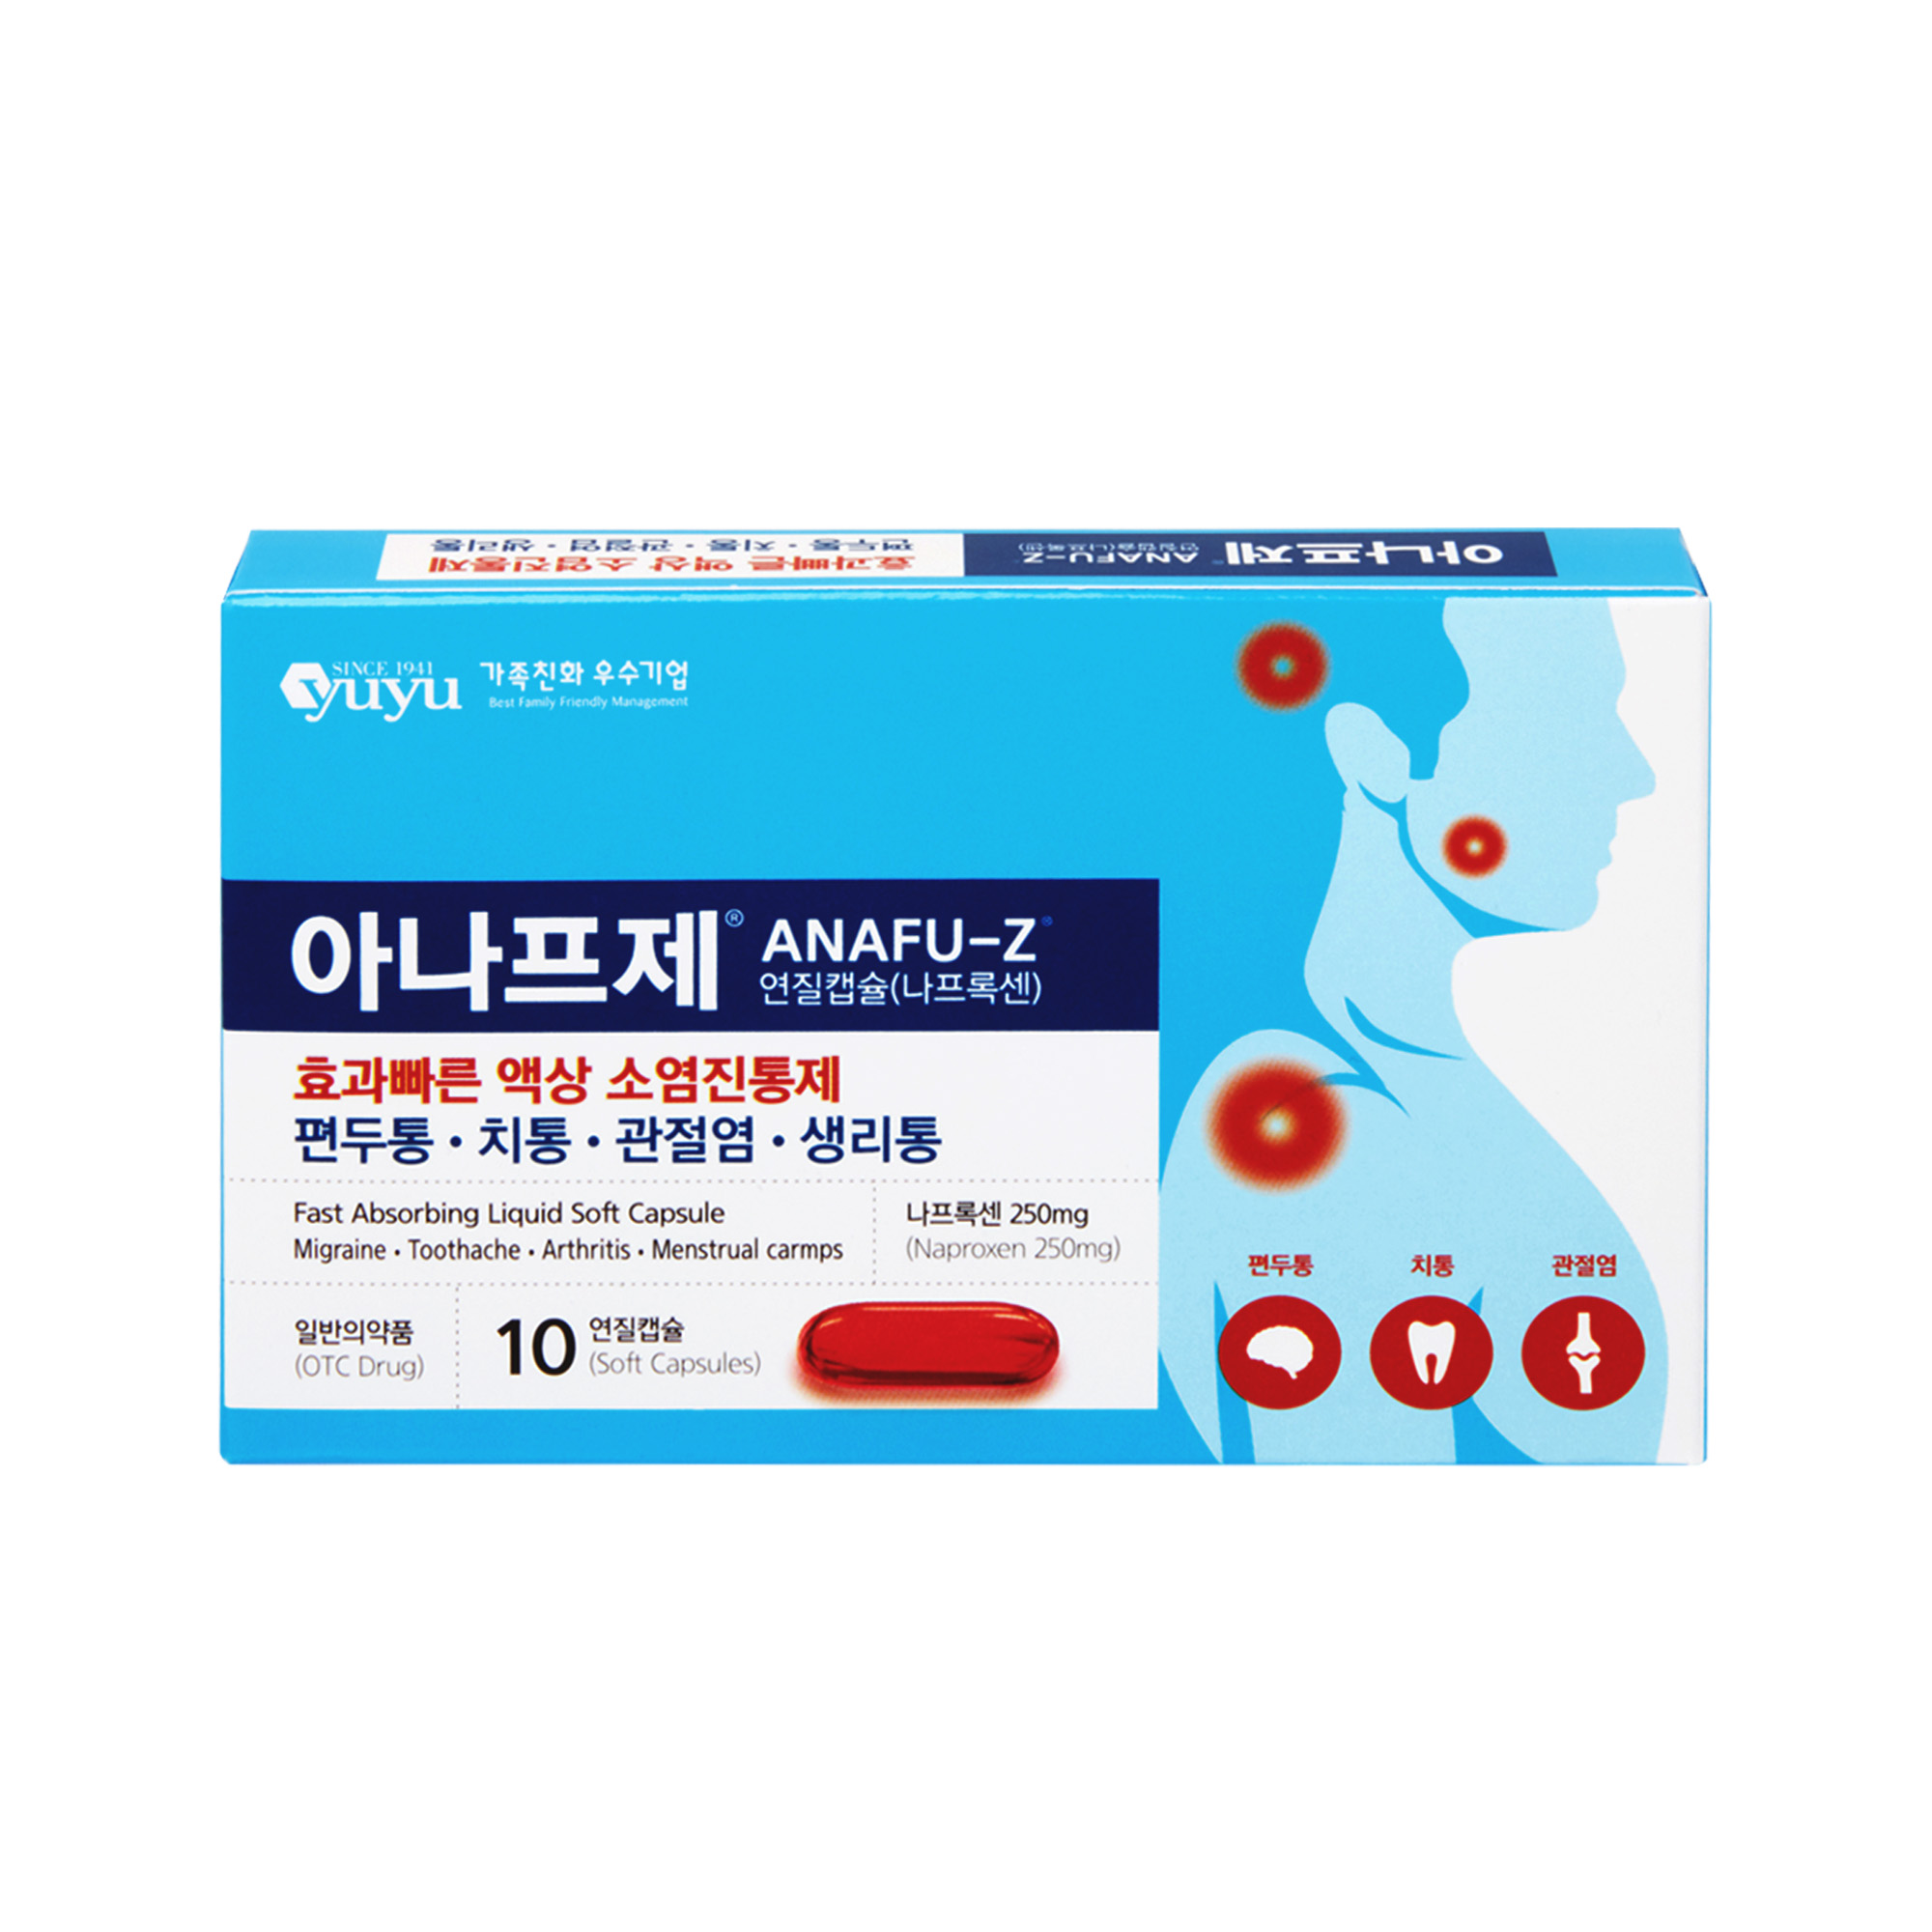 아나프제® ANAFU-Z
연질캡슐(나프록센)
효과빠른 액상 소염진통제
편두통 • 치통 • 관절염 • 생리통
SINCE 1941
yuyu
가족친화 우수기업
Best Family Friendly Management
아나프제® ANAFU-Z®
연질캡슐(나프록센)
효과빠른 액상 소염진통제
편두통 • 치통 • 관절염 • 생리통
Fast Absorbing Liquid Soft Capsule
Migraine • Toothache • Arthritis • Menstrual carmps
나프록센 250mg
(Naproxen 250mg)
일반의약품
(OTC Drug)
10 연질캡슐
(Soft Capsules)
편두통
치통
관절염